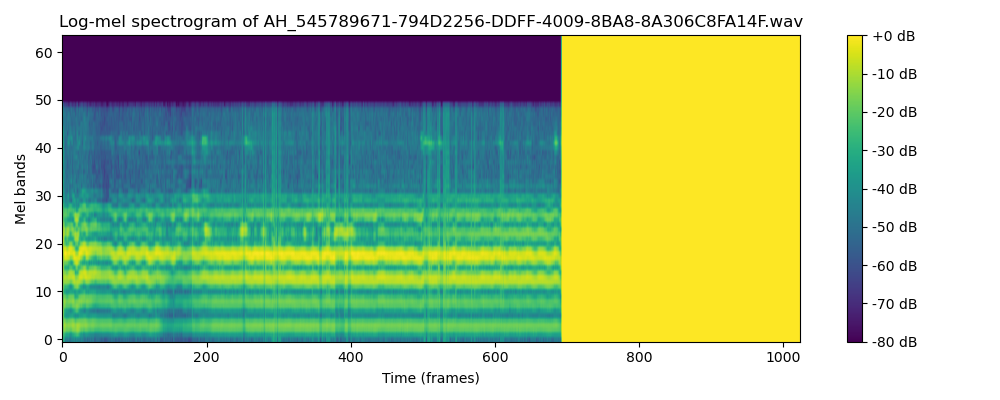 Log-mel spectrogram of AH_545789671-794D2256-DDFF-4009-8BA8-8A306C8FA14F.wav
60
50
40
30
20
10
0
Mel bands
0
200
400
600
800
1000
Time (frames)
+0 dB
-10 dB
-20 dB
-30 dB
-40 dB
-50 dB
-60 dB
-70 dB
-80 dB